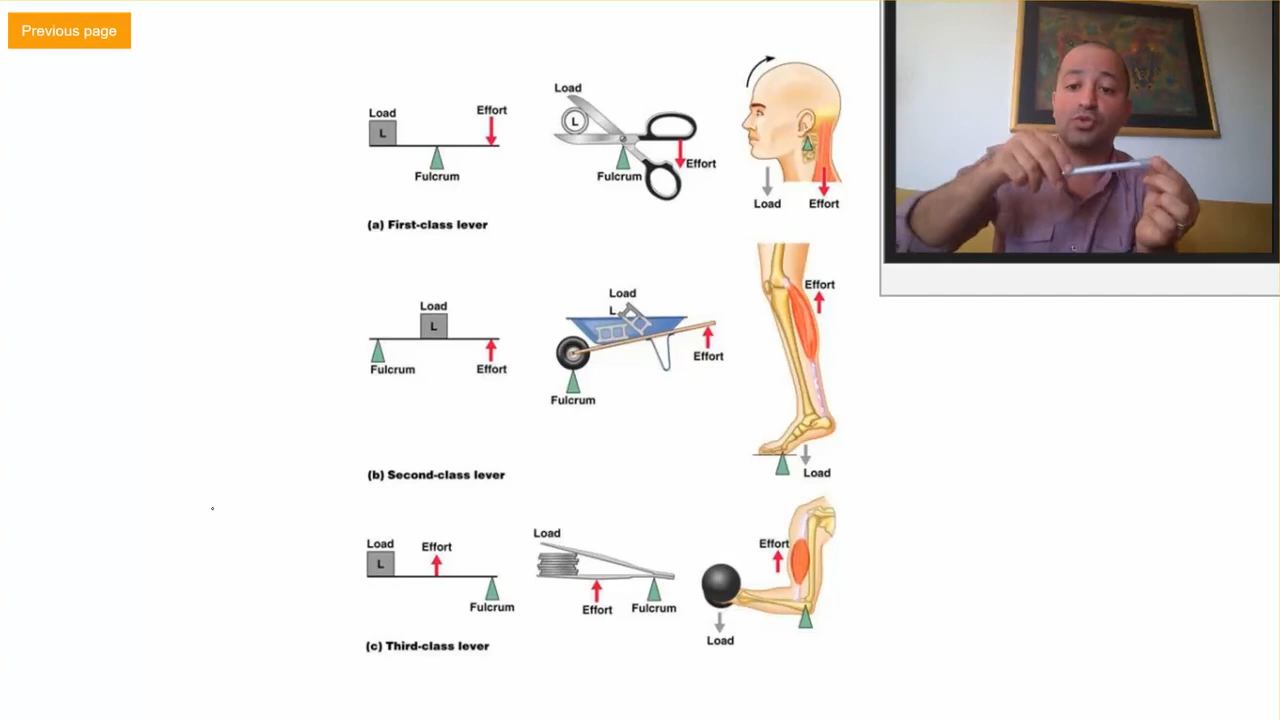 Previous page
Load
L
Effort
Fulcrum
Load
L
Effort
Fulcrum
Load
Effort
(a) First-class lever
Load
L
Fulcrum
Effort
Load
L
Effort
Fulcrum
Effort
Load
(b) Second-class lever
Load
L
Effort
Fulcrum
Load
Effort
Fulcrum
Effort
Load
(c) Third-class lever